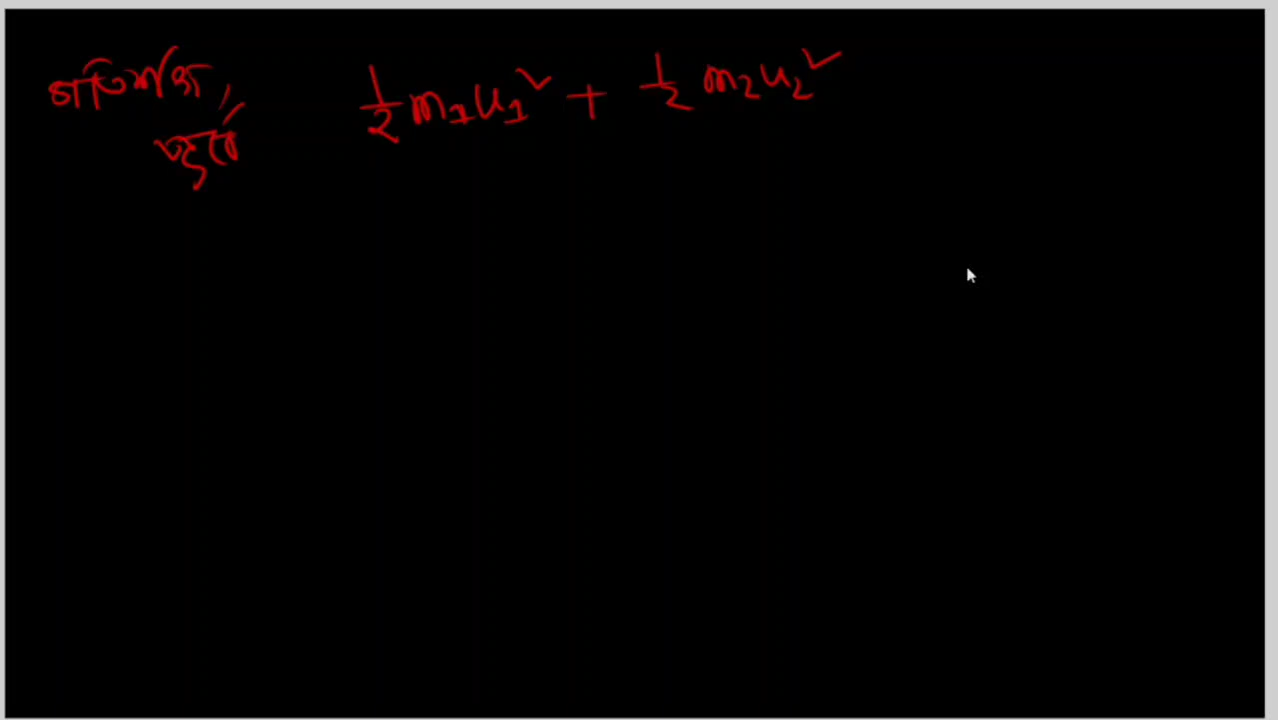 গতিশক্তি, ½ m₁u₁² + ½ m₂u₂²